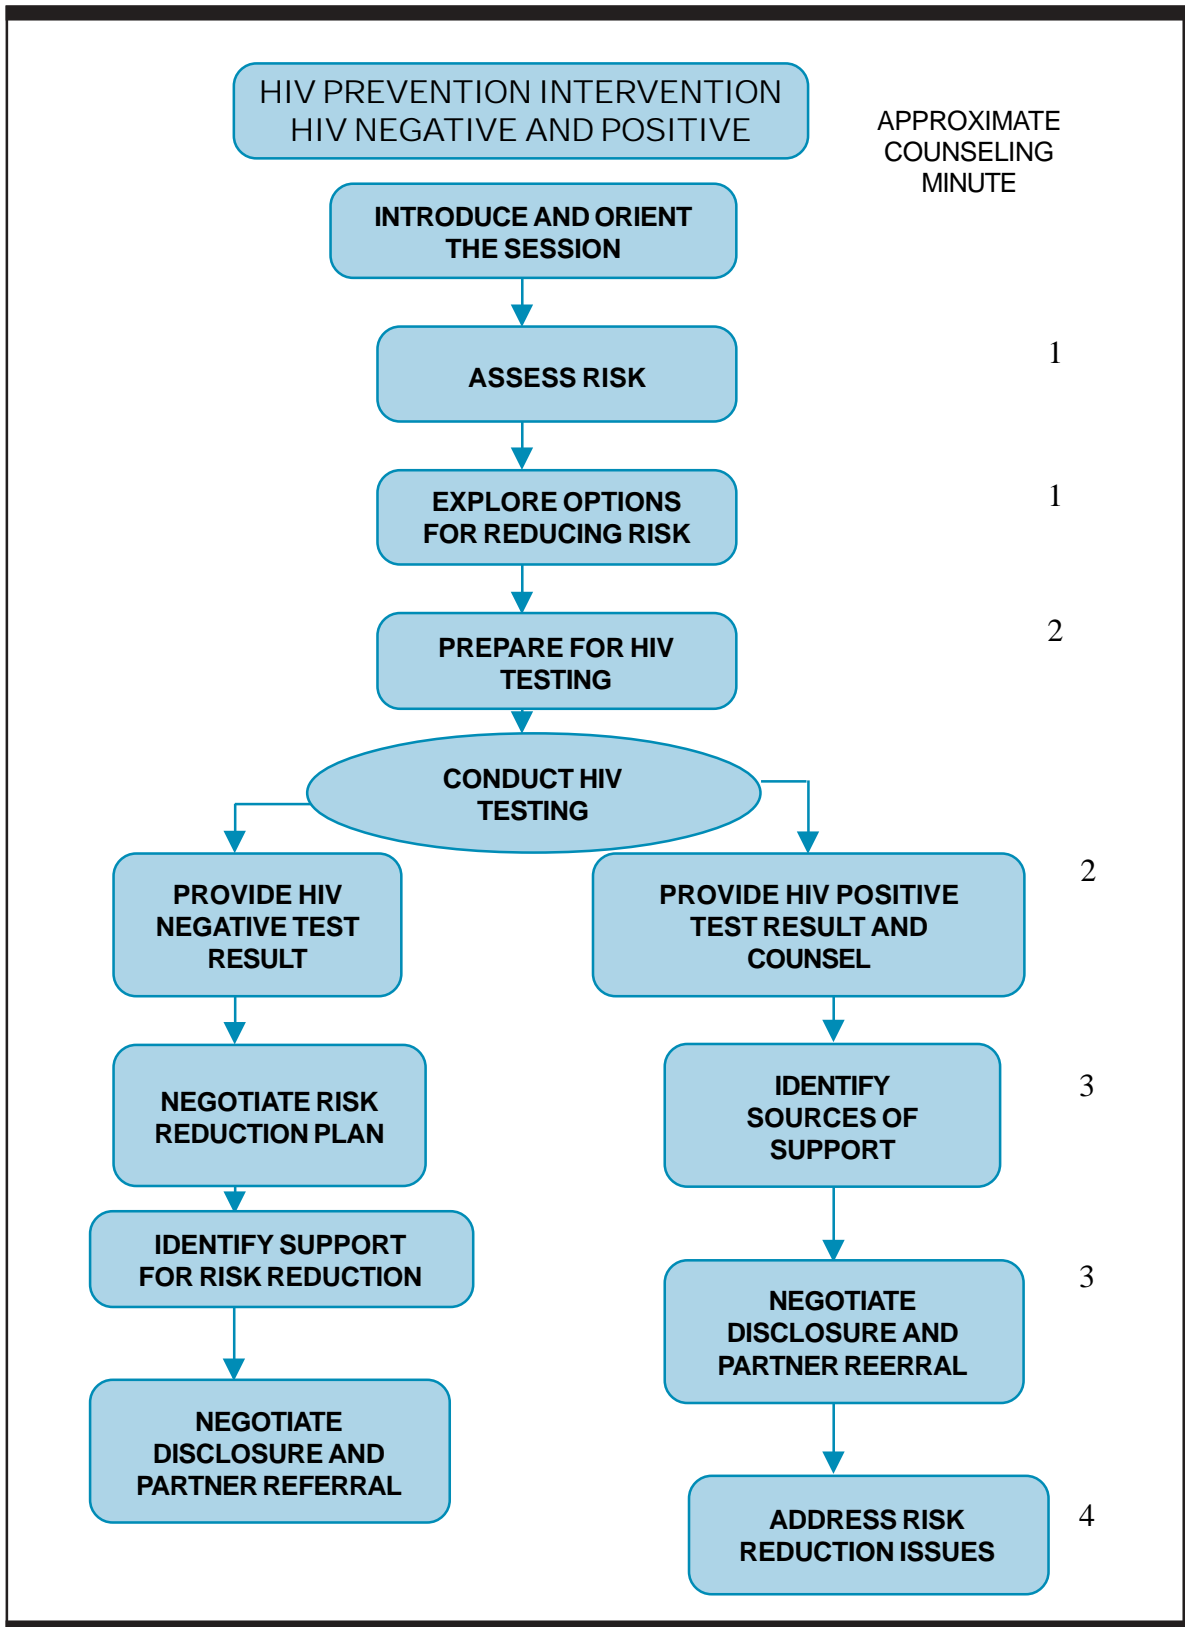 HIV PREVENTION INTERVENTION
HIV NEGATIVE AND POSITIVE
APPROXIMATE
COUNSELING
MINUTE
INTRODUCE AND ORIENT
THE SESSION
ASSESS RISK
1
EXPLORE OPTIONS
FOR REDUCING RISK
1
PREPARE FOR HIV
TESTING
2
CONDUCT HIV
TESTING
PROVIDE HIV
NEGATIVE TEST
RESULT
PROVIDE HIV POSITIVE
TEST RESULT AND
COUNSEL
2
NEGOTIATE RISK
REDUCTION PLAN
IDENTIFY
SOURCES OF
SUPPORT
3
IDENTIFY SUPPORT
FOR RISK REDUCTION
NEGOTIATE
DISCLOSURE AND
PARTNER REERRAL
3
NEGOTIATE
DISCLOSURE AND
PARTNER REFERRAL
ADDRESS RISK
REDUCTION ISSUES
4